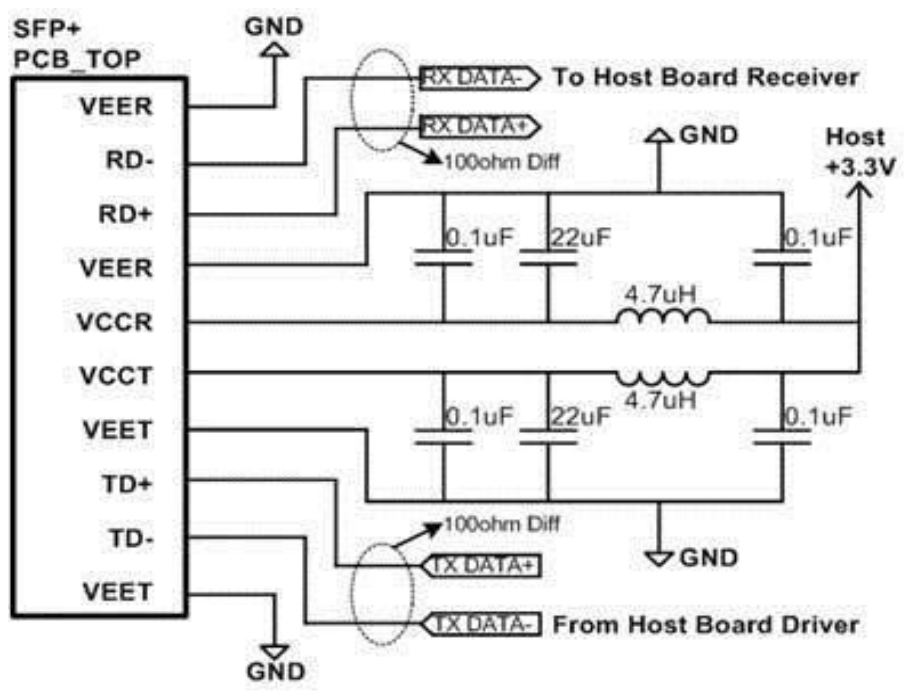 SFP+
PCB_TOP
GND
VEER
RX DATA-
To Host Board Receiver
RX DATA+
RD-
100ohm Diff
GND
Host
+3.3V
RD+
0.1uF
22uF
0.1uF
VEER
4.7uH
VCCR
VCCT
4.7uH
0.1uF
22uF
0.1uF
VEET
TD+
100ohm Diff
TD-
TX DATA+
GND
VEET
TX DATA-
From Host Board Driver
GND